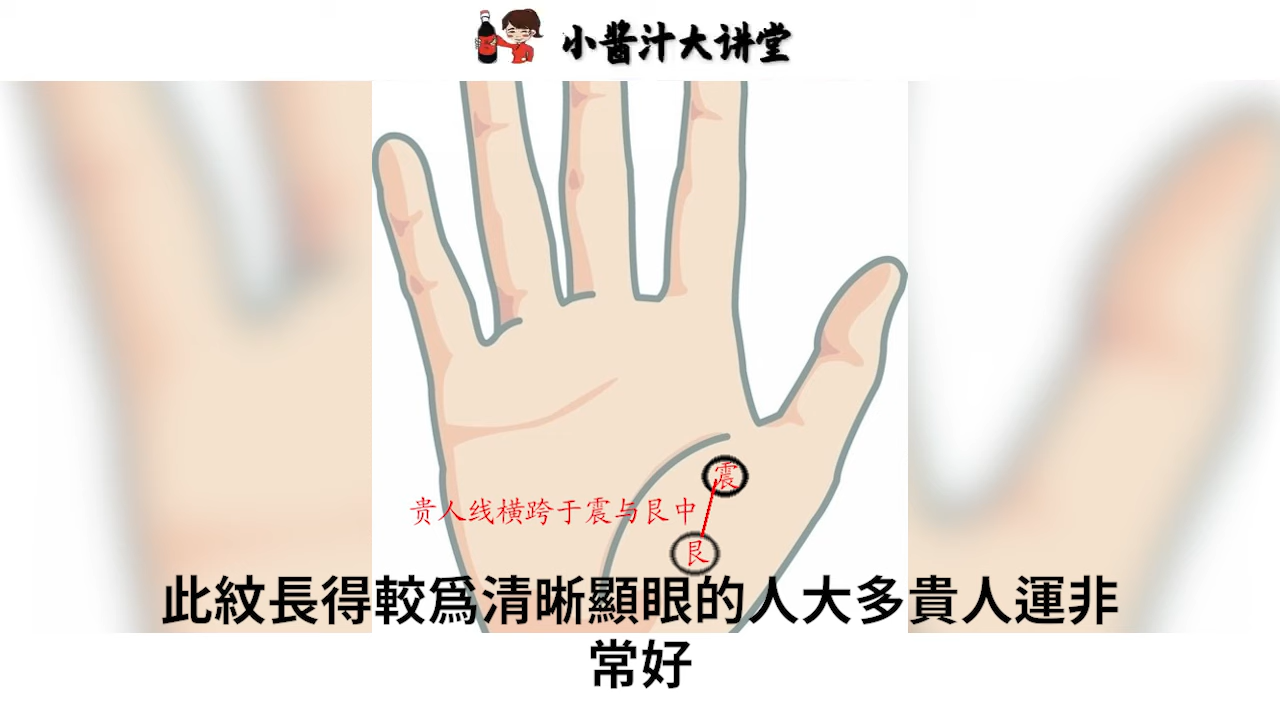 小酱汁大讲堂
震
贵人线横跨于震与艮中
艮
此紋長得較爲清晰顯眼的人大多貴人運非
常好